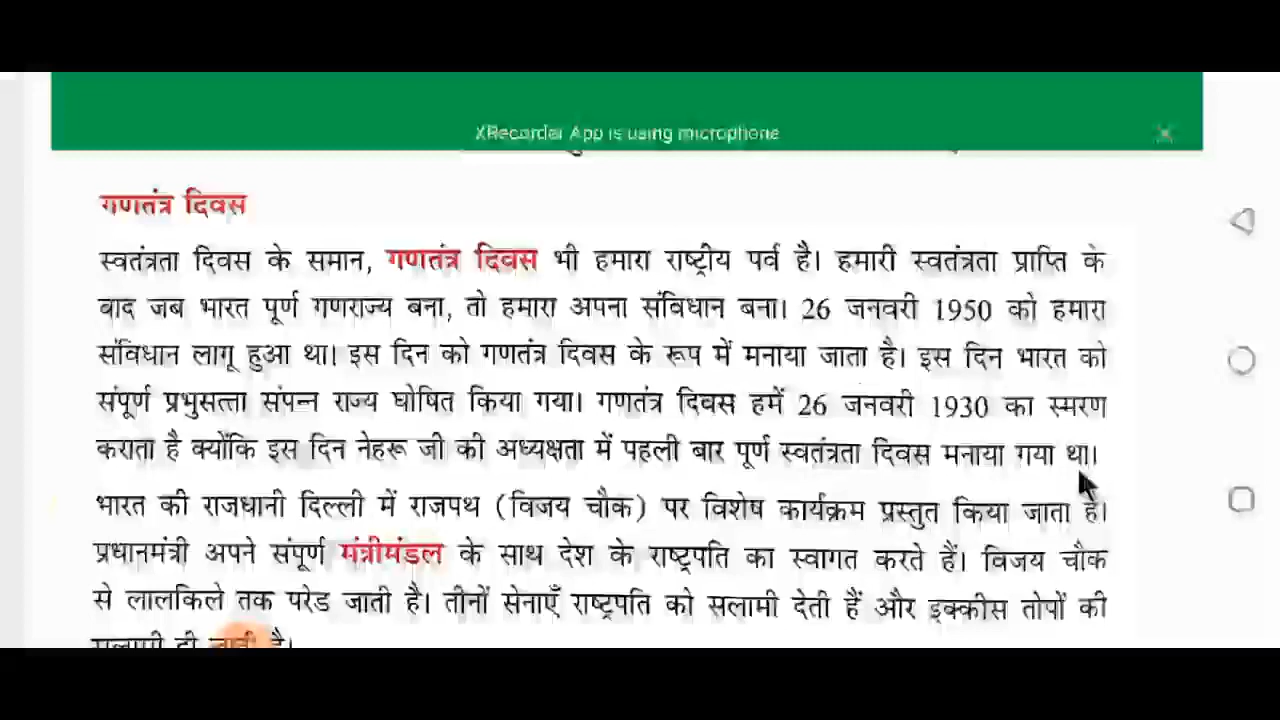 XRecorder App is using microphone
गणतंत्र दिवस
स्वतंत्रता दिवस के समान, गणतंत्र दिवस भी हमारा राष्ट्रीय पर्व है। हमारी स्वतंत्रता प्राप्ति के
बाद जब भारत पूर्ण गणराज्य बना, तो हमारा अपना संविधान बना। 26 जनवरी 1950 को हमारा
संविधान लागू हुआ था। इस दिन को गणतंत्र दिवस के रूप में मनाया जाता है। इस दिन भारत को
संपूर्ण प्रभुसत्ता संपन्न राज्य घोषित किया गया। गणतंत्र दिवस हमें 26 जनवरी 1930 का स्मरण
कराता है क्योंकि इस दिन नेहरू जी की अध्यक्षता में पहली बार पूर्ण स्वतंत्रता दिवस मनाया गया था।
भारत की राजधानी दिल्ली में राजपथ (विजय चौक) पर विशेष कार्यक्रम प्रस्तुत किया जाता है।
प्रधानमंत्री अपने संपूर्ण मंत्रीमंडल के साथ देश के राष्ट्रपति का स्वागत करते हैं। विजय चौक
से लालकिले तक परेड जाती है। तीनों सेनाएँ राष्ट्रपति को सलामी देती हैं और इक्कीस तोपों की
सलामी दी जाती है।